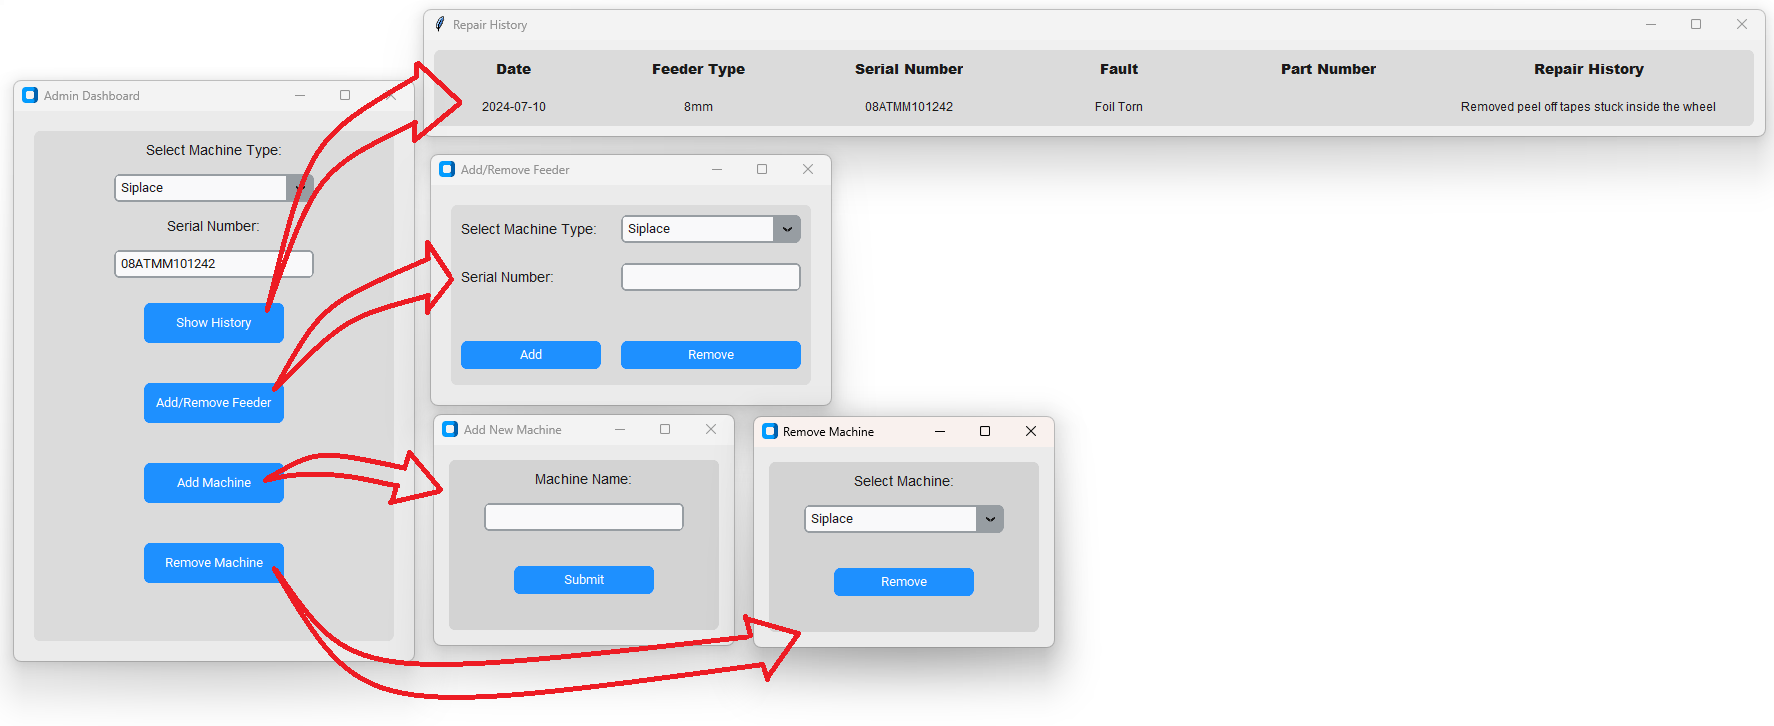 Admin Dashboard
Select Machine Type:
Siplace
Serial Number:
08ATMM101242
Show History
Add/Remove Feeder
Add Machine
Remove Machine
Repair History
Date Feeder Type Serial Number Fault Part Number Repair History
2024-07-10 8mm 08ATMM101242 Foil Torn Removed peel off tapes stuck inside the wheel
Add/Remove Feeder
Select Machine Type: Siplace
Serial Number:
Add Remove
Add New Machine
Machine Name:
Submit
Remove Machine
Select Machine:
Siplace
Remove